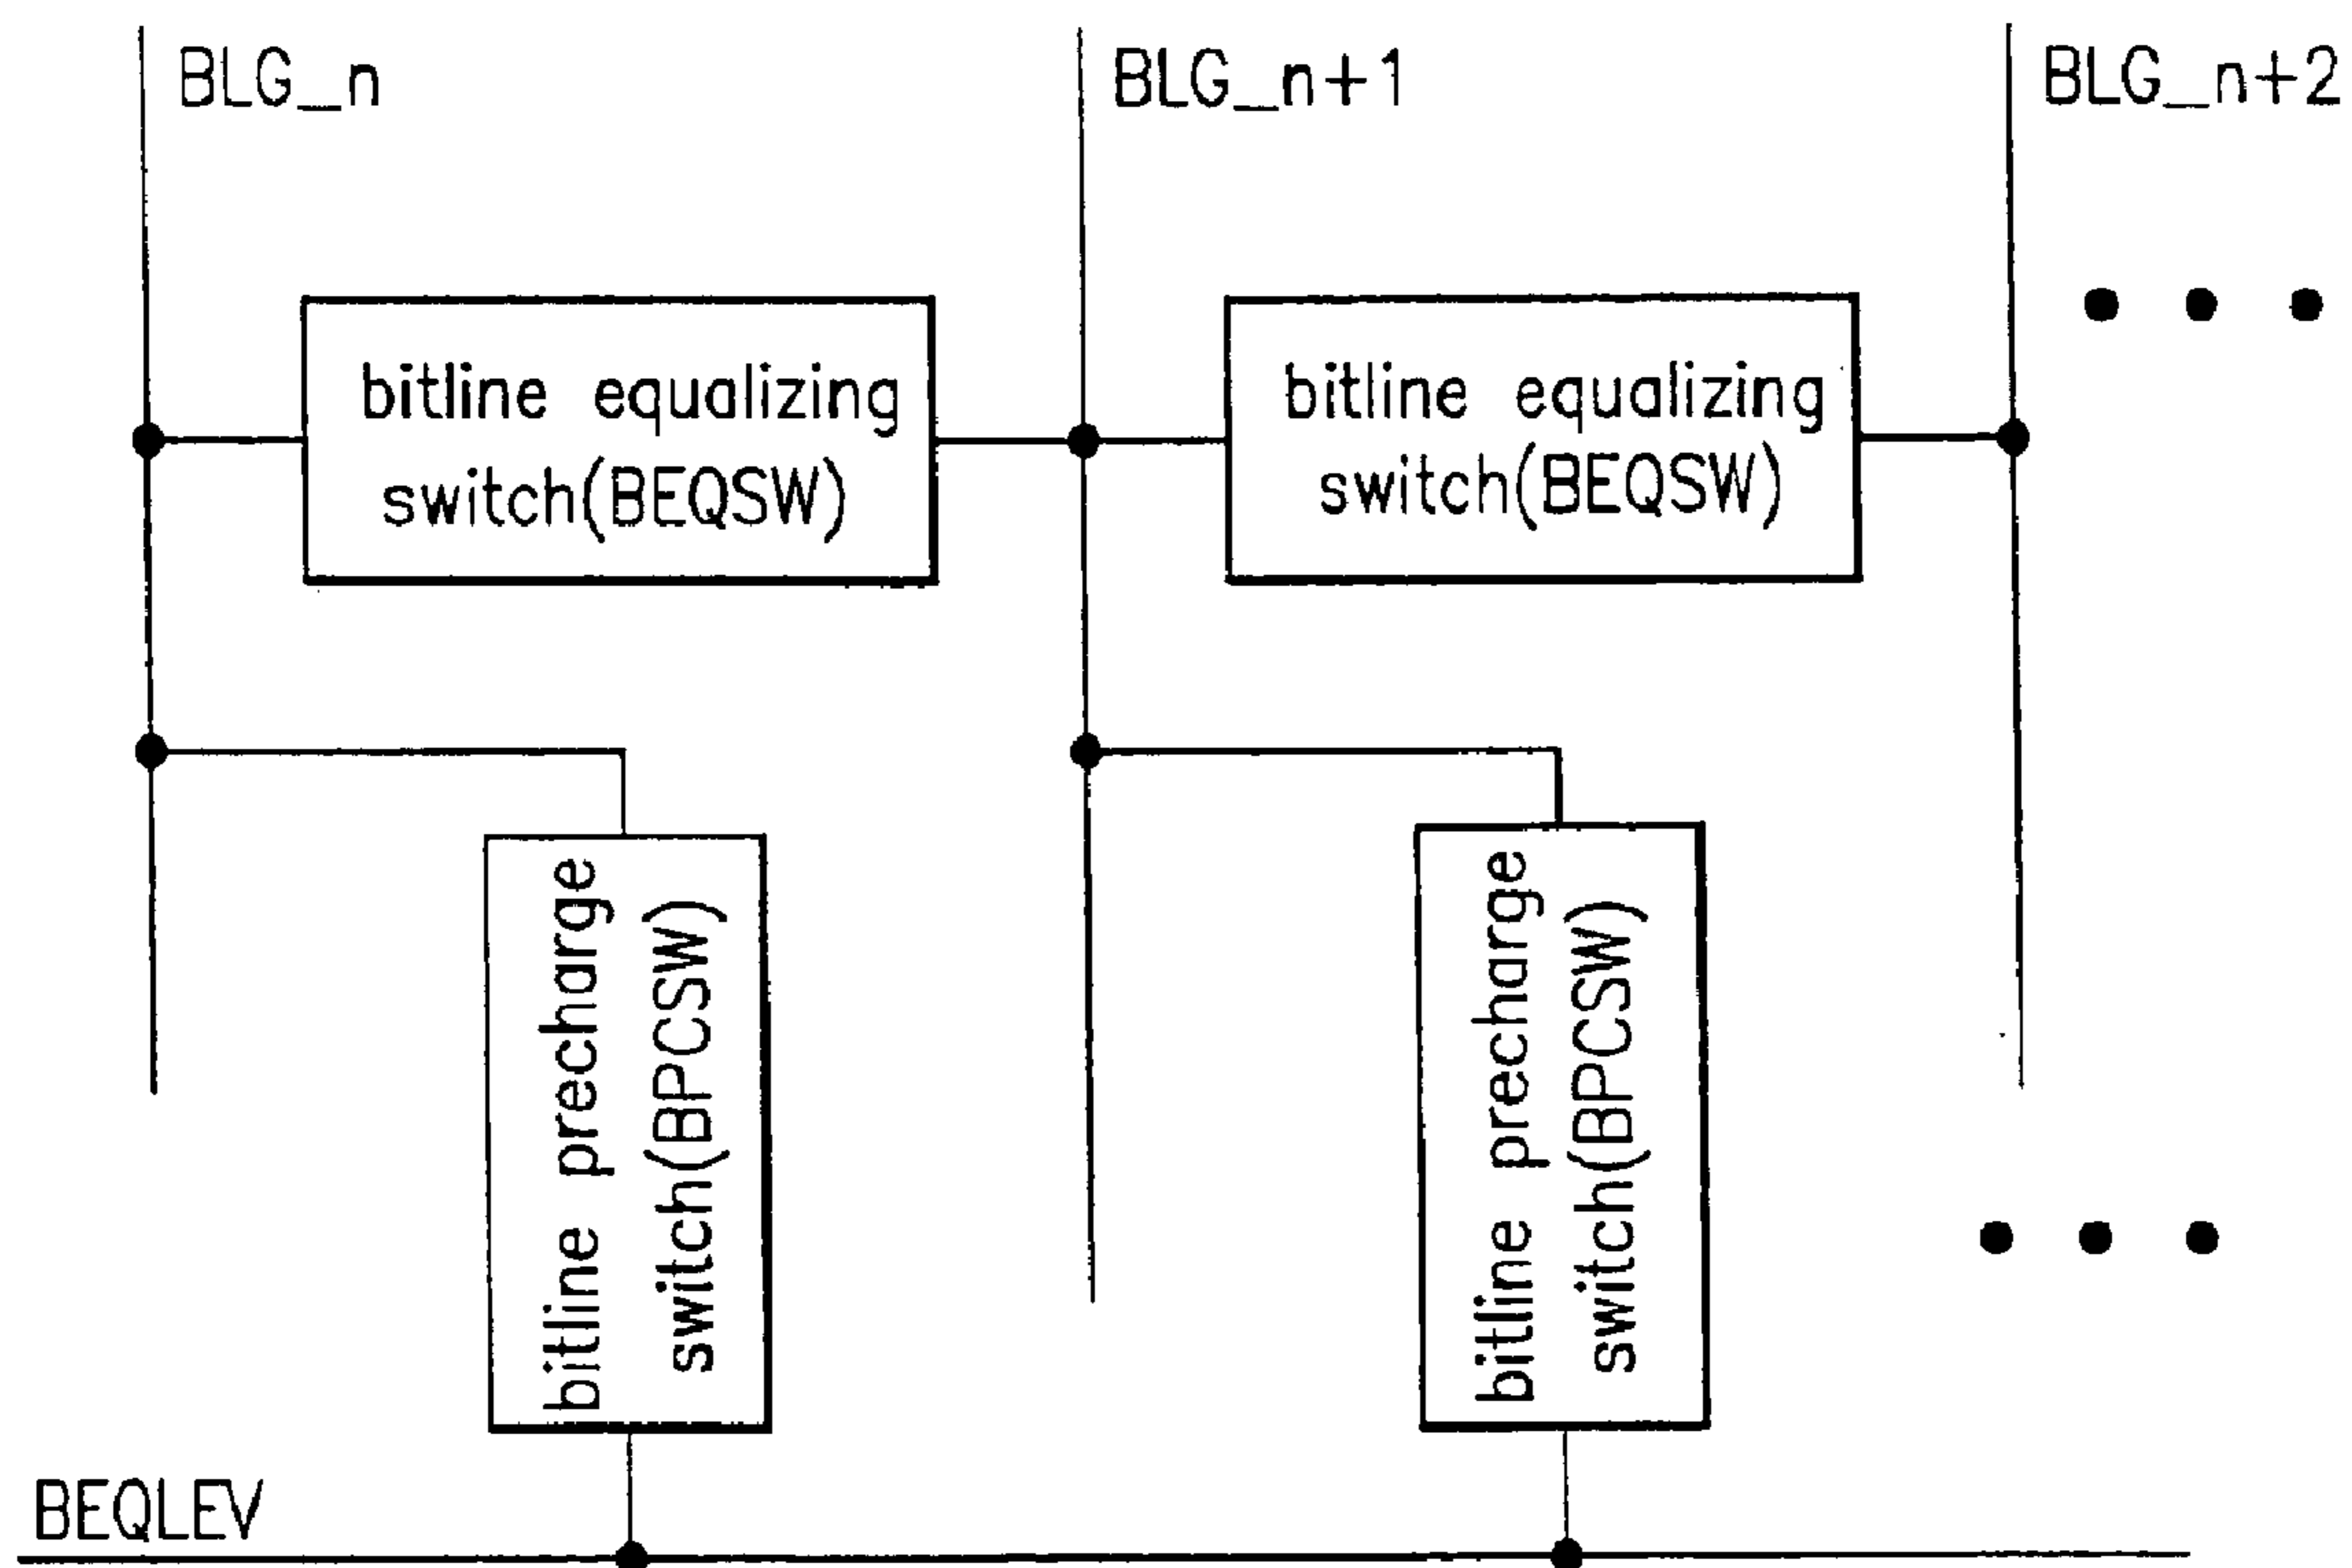 BLG_n
BLG_n+1
BLG_n+2
bitline equalizing
switch(BEQSW)
bitline equalizing
switch(BEQSW)
bitline precharge
switch(BPCSW)
bitline precharge
switch(BPCSW)
BEQLEV